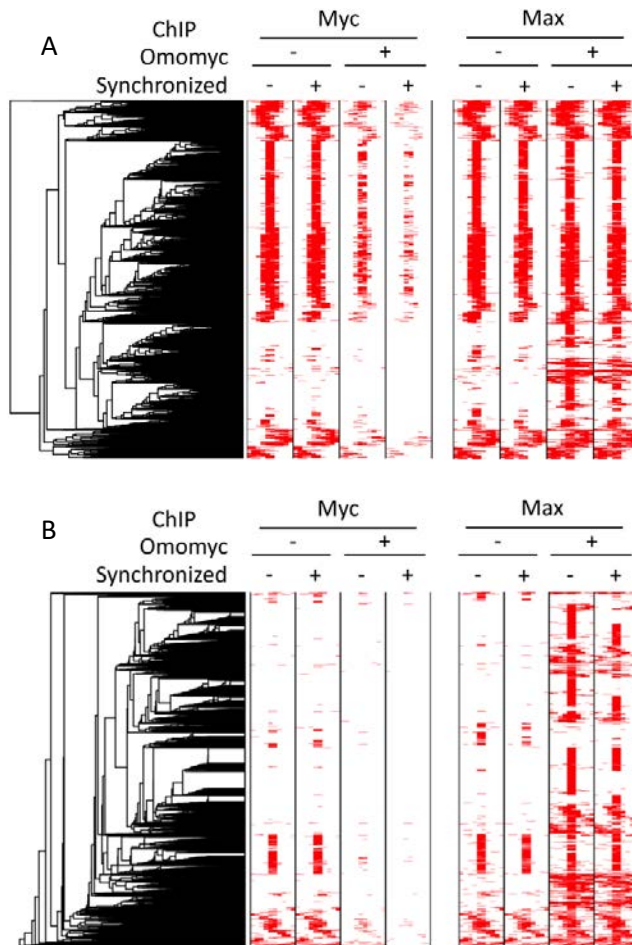 A
ChIP Myc Max
Omomyc - + - +
Synchronized - + - + - + - +
B
ChIP Myc Max
Omomyc - + - +
Synchronized - + - + - + - +